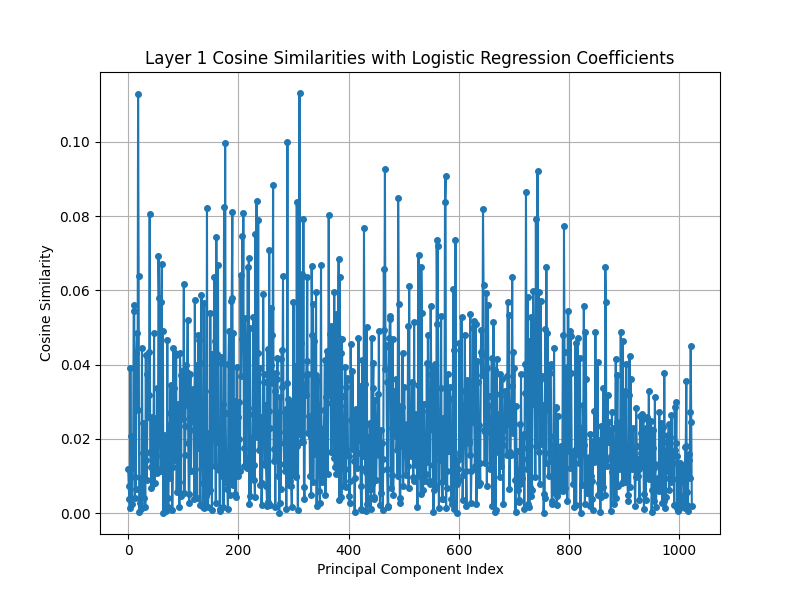 Layer 1 Cosine Similarities with Logistic Regression Coefficients
0.10
0.08
0.06
0.04
0.02
0.00
Cosine Similarity
0 200 400 600 800 1000
Principal Component Index